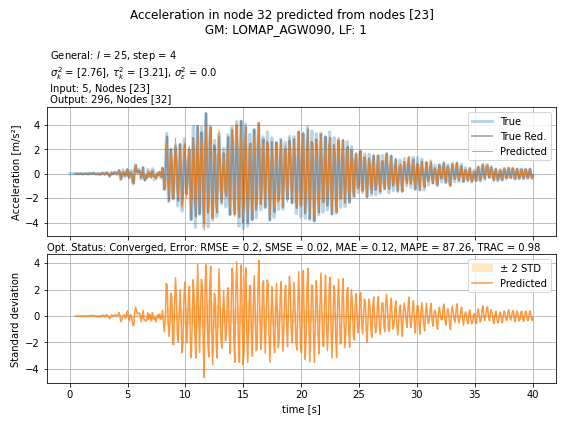 Acceleration in node 32 predicted from nodes [23]
GM: LOMAP_AGW090, LF: 1
General: l = 25, step = 4
σ²ₖ = [2.76], τ²ₖ = [3.21], σ²ε = 0.0
Input: 5, Nodes [23]
Output: 296, Nodes [32]
Acceleration [m/s²]
4
2
0
−2
−4
True
True Red.
Predicted
Opt. Status: Converged, Error: RMSE = 0.2, SMSE = 0.02, MAE = 0.12, MAPE = 87.26, TRAC = 0.98
Standard deviation
4
2
0
−2
−4
± 2 STD
Predicted
0 5 10 15 20 25 30 35 40
time [s]